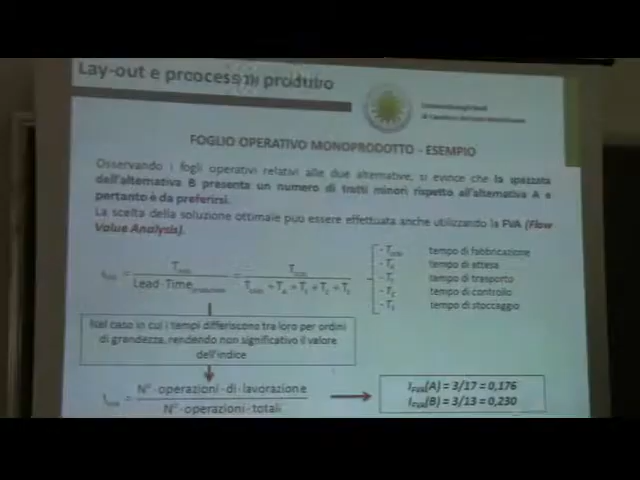 Lay-out e processi di produzio
FOGLIO OPERATIVO MONOPRODOTTO - ESEMPIO
Osservando i fogli operativi relativi alle due alternative, si evince che la spezzata
dell'alternativa B presenta un numero di tratti minori rispetto all'alternativa A e
pertanto è da preferirsi.
La scelta della soluzione ottimale può essere effettuata anche utilizzando la FVA (Flow
Value Analysis).
Lead-Time
tempo di fabbricazione
tempo di attesa
tempo di trasporto
tempo di controllo
tempo di stoccaggio
Nel caso in cui i tempi differiscono tra loro per ordini
di grandezza, rendendo non significativo il valore
dell'indice
N° operazioni di lavorazione
N° operazioni totali
I_FVA(A) = 3/17 = 0,176
I_FVA(B) = 3/13 = 0,230